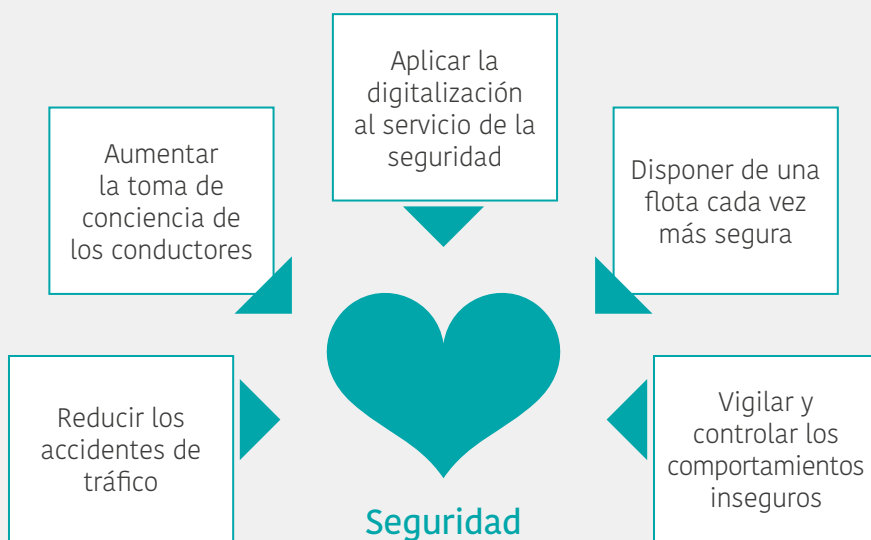 Aplicar la
digitalización
al servicio de la
seguridad
Aumentar
la toma de
conciencia de
los conductores
Disponer de una
flota cada vez
más segura
Reducir los
accidentes de
tráfico
Vigilar y
controlar los
comportamientos
inseguros
Seguridad